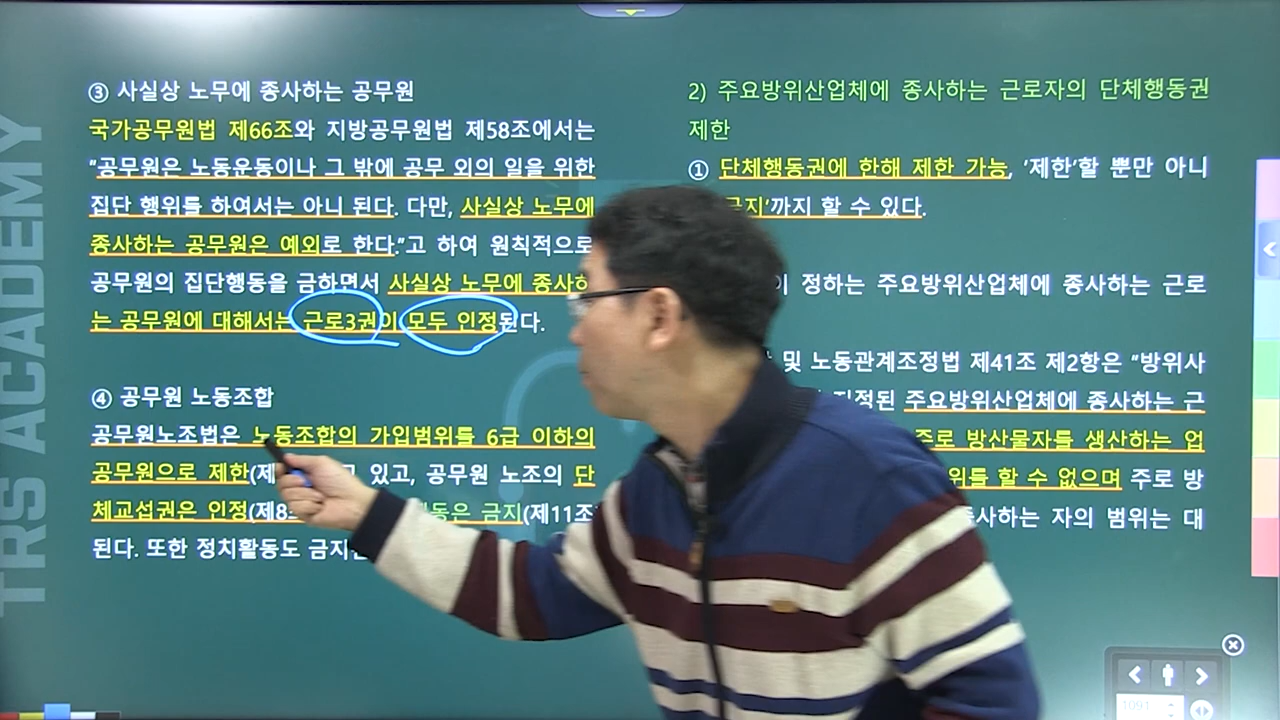 TRS ACADEMY
③ 사실상 노무에 종사하는 공무원
국가공무원법 제66조와 지방공무원법 제58조에서는
"공무원은 노동운동이나 그 밖에 공무 외의 일을 위한
집단 행위를 하여서는 아니 된다. 다만, 사실상 노무에
종사하는 공무원은 예외로 한다."고 하여 원칙적으로
공무원의 집단행동을 금하면서 사실상 노무에 종사하
는 공무원에 대해서는 근로3권이 모두 인정된다.
④ 공무원 노동조합
공무원노조법은 노동조합의 가입범위를 6급 이하의
공무원으로 제한(제 고 있고, 공무원 노조의 단
체교섭권은 인정(제8 동은 금지(제11조
된다. 또한 정치활동도 금지
2) 주요방위산업체에 종사하는 근로자의 단체행동권
제한
① 단체행동권에 한해 제한 가능, '제한'할 뿐만 아니
금지'까지 할 수 있다.
이 정하는 주요방위산업체에 종사하는 근로
및 노동관계조정법 제41조 제2항은 "방위사
지정된 주요방위산업체에 종사하는 근
주로 방산물자를 생산하는 업
위를 할 수 없으며 주로 방
종사하는 자의 범위는 대
1091